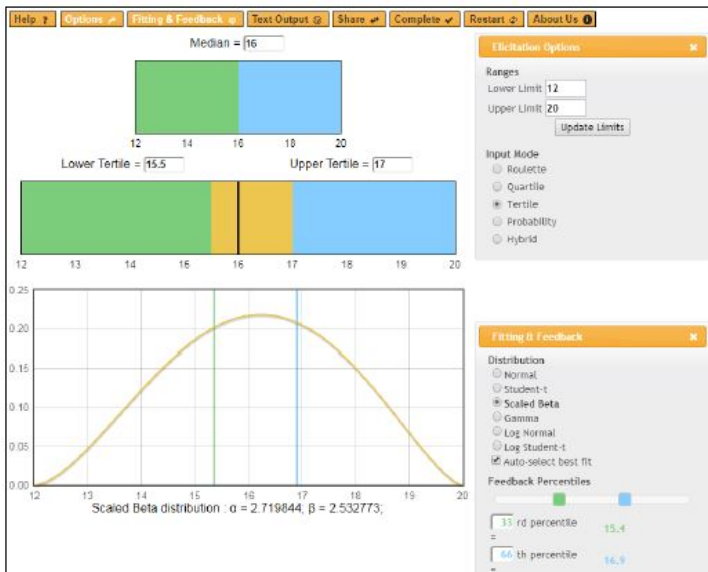 Help ?
Options
Fitting & Feedback
Text Output
Share
Complete ✔
Restart
About Us
Median = 16
12 14 16 18 20
Lower Tertile = 15.5
Upper Tertile = 17
12 13 14 15 16 17 18 19 20
0.25
0.20
0.15
0.10
0.05
0.00
12 13 14 15 16 17 18 19 20
Scaled Beta distribution : α = 2.719844; β = 2.532773;
Elicitation Options
Ranges
Lower Limit 12
Upper Limit 20
Update Limits
Input Mode
Roulette
Quartile
Tertile
Probability
Hybrid
Fitting & Feedback
Distribution
Normal
Student-t
Scaled Beta
Gamma
Log Normal
Log Student-t
Auto-select best fit
Feedback Percentiles
33 rd percentile
=
15.4
66 th percentile
=
16.9